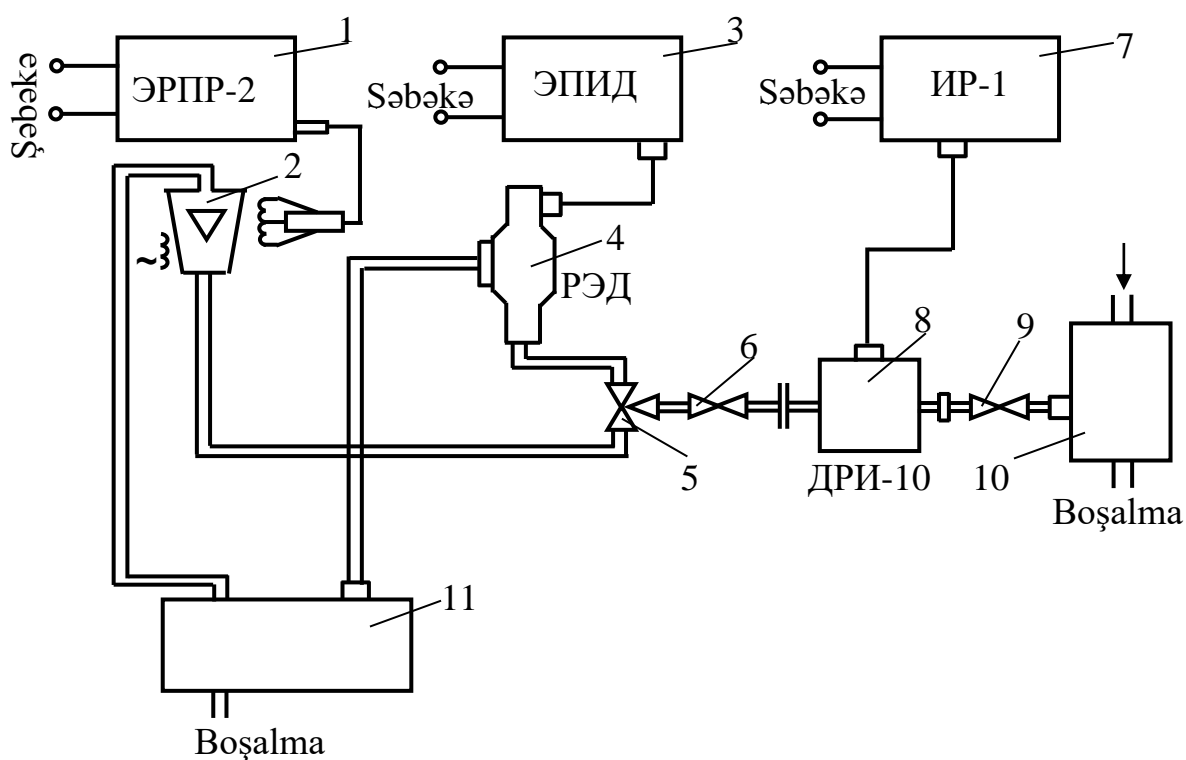 1
3
7
Şəbəkə
ЭРПР-2
Səbəkə
ЭПИД
Səbəkə
ИР-1
2
~
4
РЭД
6
8
9
5
ДРИ-10
10
Boşalma
11
Boşalma